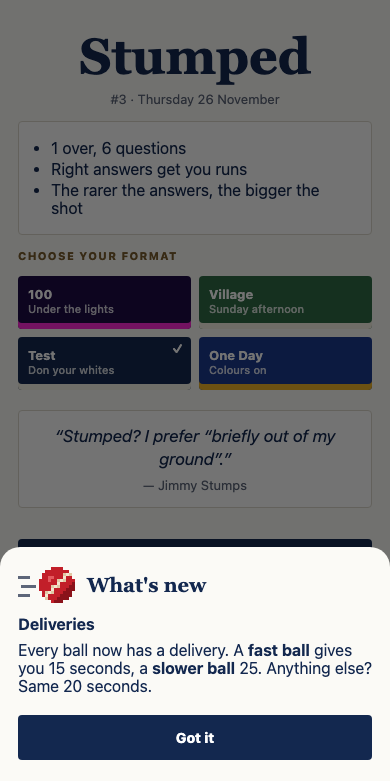 Stumped
#3 · Thursday 26 November
• 1 over, 6 questions
• Right answers get you runs
• The rarer the answers, the bigger the
shot
CHOOSE YOUR FORMAT
100
Under the lights
Village
Sunday afternoon
Test
Don your whites
One Day
Colours on
“Stumped? I prefer “briefly out of my
ground”.”
— Jimmy Stumps
What's new
Deliveries
Every ball now has a delivery. A fast ball gives
you 15 seconds, a slower ball 25. Anything else?
Same 20 seconds.
Got it